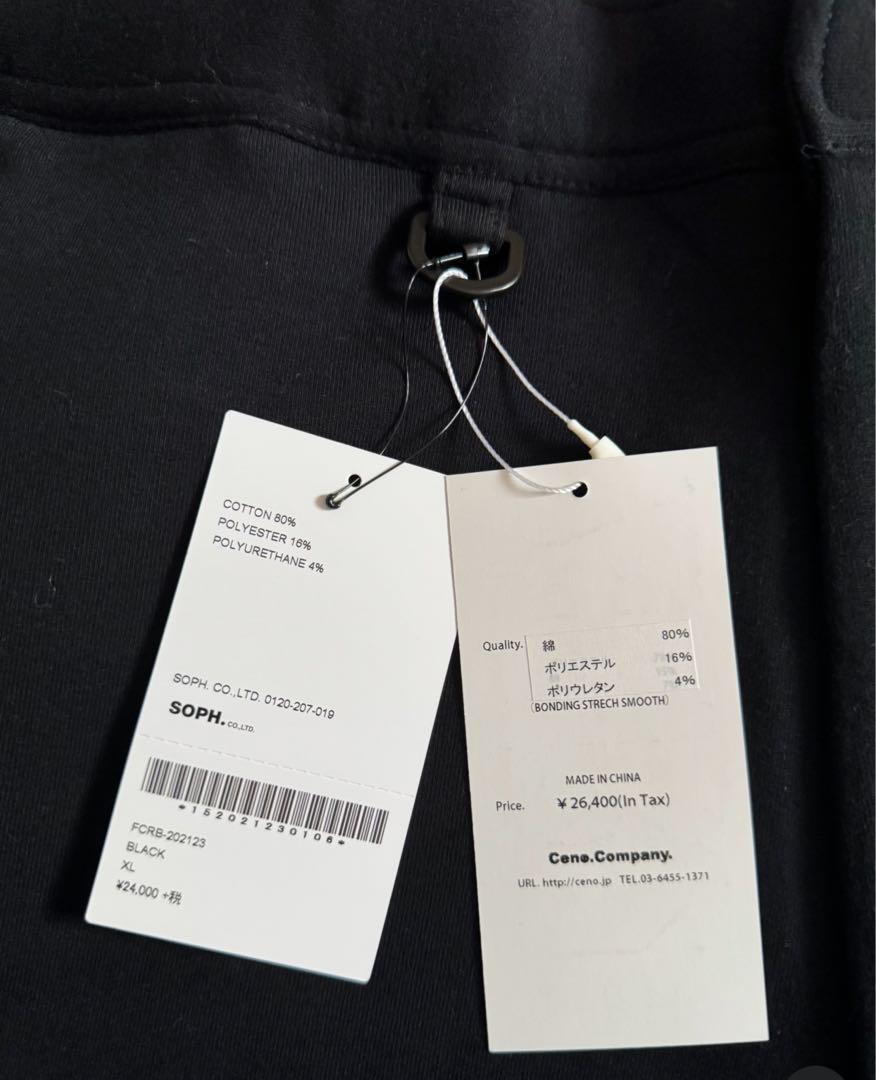 COTTON 80%
POLYESTER 16%
POLYURETHANE 4%
SOPH. CO.,LTD. 0120-207-019
SOPH. CO.,LTD.
*152021230106*
FCRB-202123
BLACK
XL
¥24,000 +税
Quality. 綿 80%
ポリエステル 16%
ポリウレタン 4%
(BONDING STRECH SMOOTH)
MADE IN CHINA
Price. ¥26,400(In Tax)
Ceno.Company.
URL. http://ceno.jp TEL.03-6455-1371